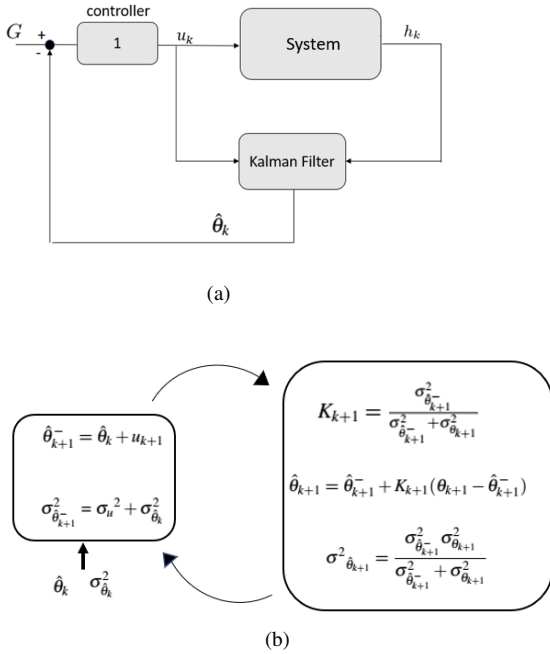 controller
G + -
1
u_k
System
h_k
Kalman Filter
θ̂_k
(a)
θ̂⁻_{k+1} = θ̂_k + u_{k+1}
σ²_{θ̂⁻_{k+1}} = σ_u² + σ²_{θ̂_k}
θ̂_k σ²_{θ̂_k}
K_{k+1} = σ²_{θ̂⁻_{k+1}} / (σ²_{θ̂⁻_{k+1}} + σ²_{θ_{k+1}})
θ̂_{k+1} = θ̂⁻_{k+1} + K_{k+1}(θ_{k+1} - θ̂⁻_{k+1})
σ²_{θ̂_{k+1}} = σ²_{θ̂⁻_{k+1}} σ²_{θ_{k+1}} / (σ²_{θ̂⁻_{k+1}} + σ²_{θ_{k+1}})
(b)